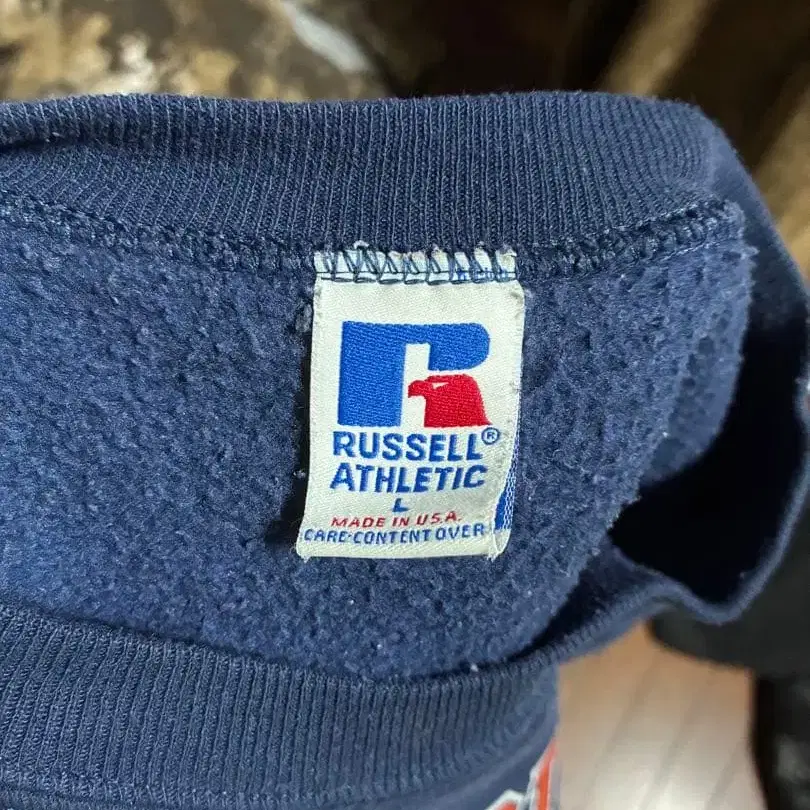 RUSSELL®
ATHLETIC
L
MADE IN U.S.A.
CARE·CONTENT OVER